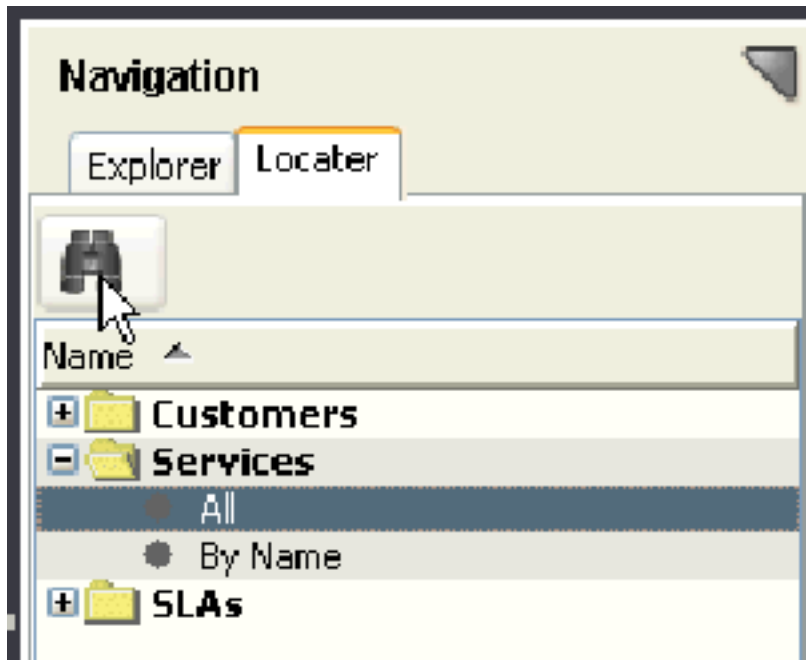 Navigation
Explorer Locater
Name
Customers
Services
All
By Name
SLAs